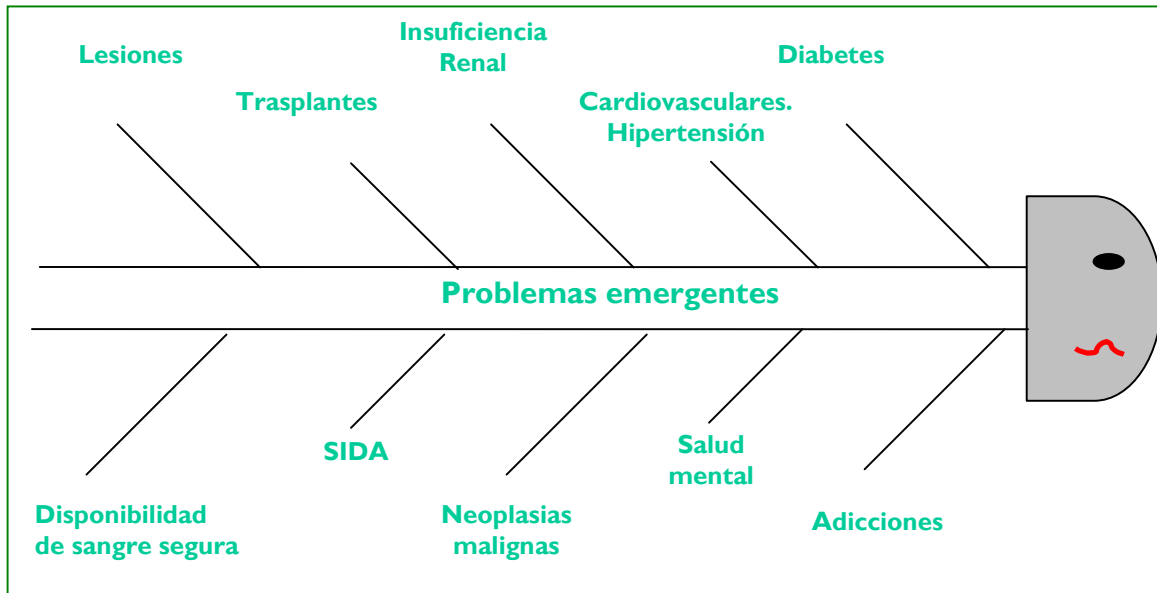 Lesiones
Trasplantes
Insuficiencia
Renal
Cardiovasculares.
Hipertensión
Diabetes
Problemas emergentes
Disponibilidad
de sangre segura
SIDA
Neoplasias
malignas
Salud
mental
Adicciones